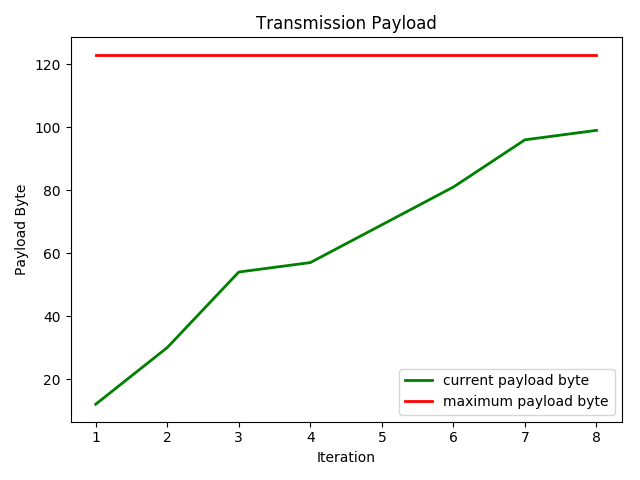 Transmission Payload
Payload Byte
120
100
80
60
40
20
current payload byte
maximum payload byte
1 2 3 4 5 6 7 8
Iteration